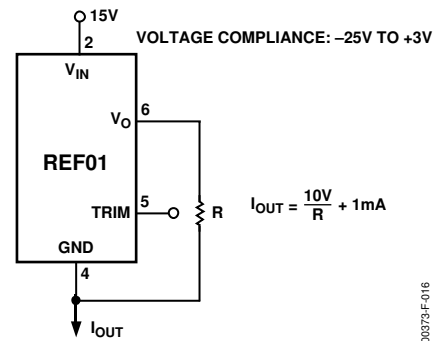 15V
2
VOLTAGE COMPLIANCE: –25V TO +3V
VIN
6
VO
REF01
5
TRIM
R
IOUT = 10V/R + 1mA
GND
4
IOUT
00373-F-016